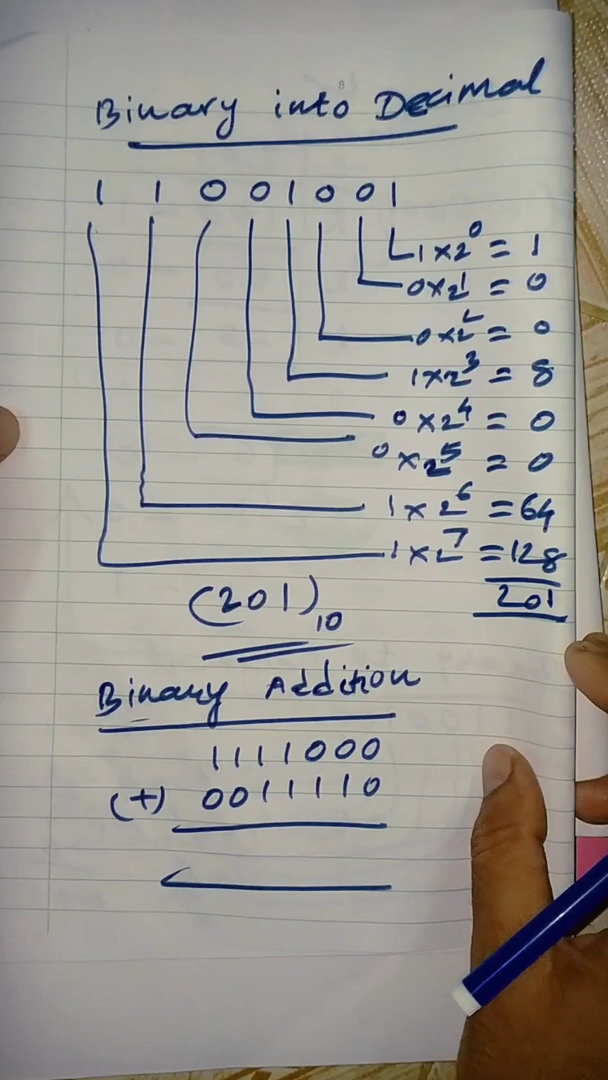 Binary into Decimal
1 1 0 0 1 0 0 1
1 x 2⁰ = 1
0 x 2¹ = 0
0 x 2² = 0
1 x 2³ = 8
0 x 2⁴ = 0
0 x 2⁵ = 0
1 x 2⁶ = 64
1 x 2⁷ = 128
201
(201)₁₀
Binary Addition
1111000
(+) 0011110